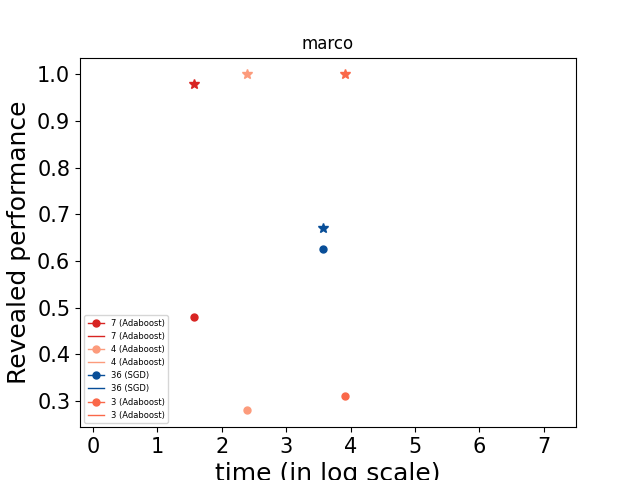 marco
Revealed performance
1.0
0.9
0.8
0.7
0.6
0.5
0.4
0.3
7 (Adaboost)
7 (Adaboost)
4 (Adaboost)
4 (Adaboost)
36 (SGD)
36 (SGD)
3 (Adaboost)
3 (Adaboost)
0 1 2 3 4 5 6 7
time (in log scale)